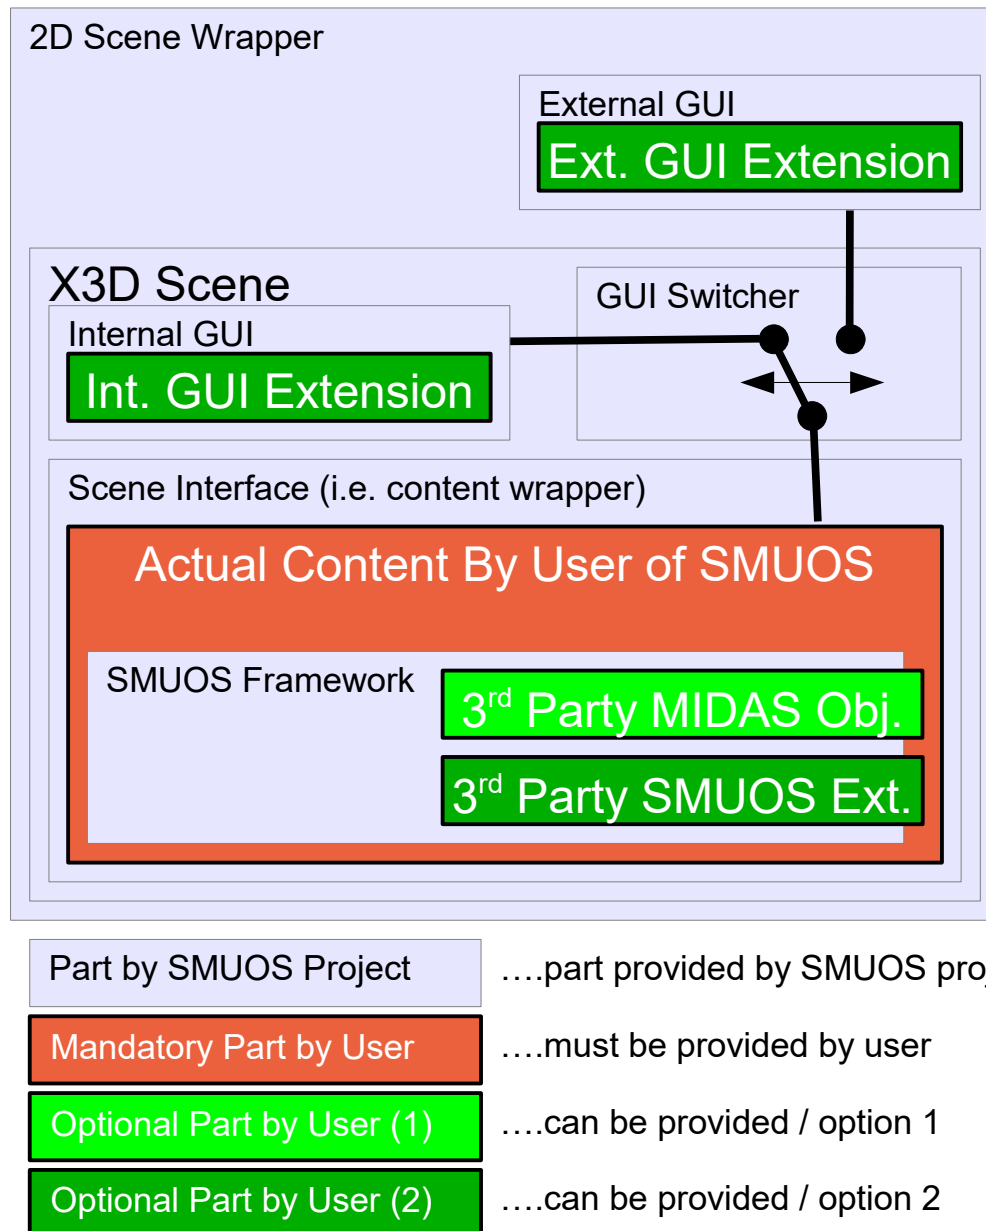 2D Scene Wrapper
External GUI
Ext. GUI Extension
X3D Scene
GUI Switcher
Internal GUI
Int. GUI Extension
Scene Interface (i.e. content wrapper)
Actual Content By User of SMUOS
SMUOS Framework
3rd Party MIDAS Obj.
3rd Party SMUOS Ext.
Part by SMUOS Project
….part provided by SMUOS
Mandatory Part by User
….must be provided by user
Optional Part by User (1)
….can be provided / option 1
Optional Part by User (2)
….can be provided / option 2